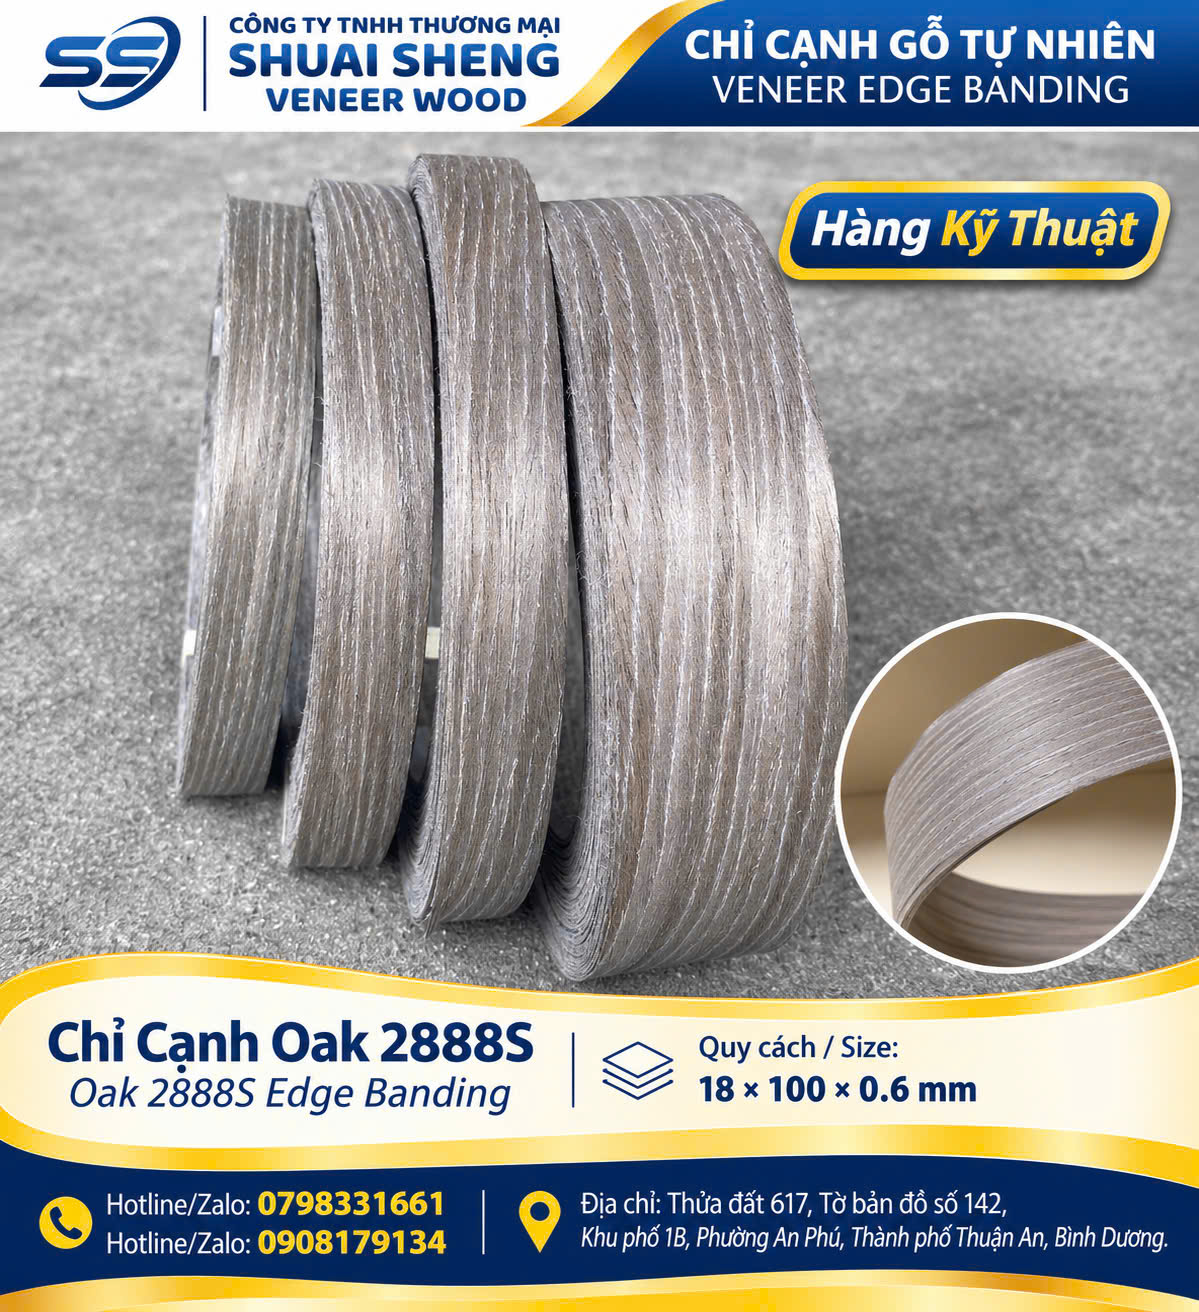 SS
CÔNG TY TNHH THƯƠNG MẠI
SHUAI SHENG
VENEER WOOD
CHỈ CẠNH GỖ TỰ NHIÊN
VENEER EDGE BANDING
Hàng Kỹ Thuật
Chỉ Cạnh Oak 2888S
Oak 2888S Edge Banding
Quy cách / Size:
18 × 100 × 0.6 mm
Hotline/Zalo: 0798331661
Hotline/Zalo: 0908179134
Địa chỉ: Thửa đất 617, Tờ bản đồ số 142,
Khu phố 1B, Phường An Phú, Thành phố Thuận An, Bình Dương.